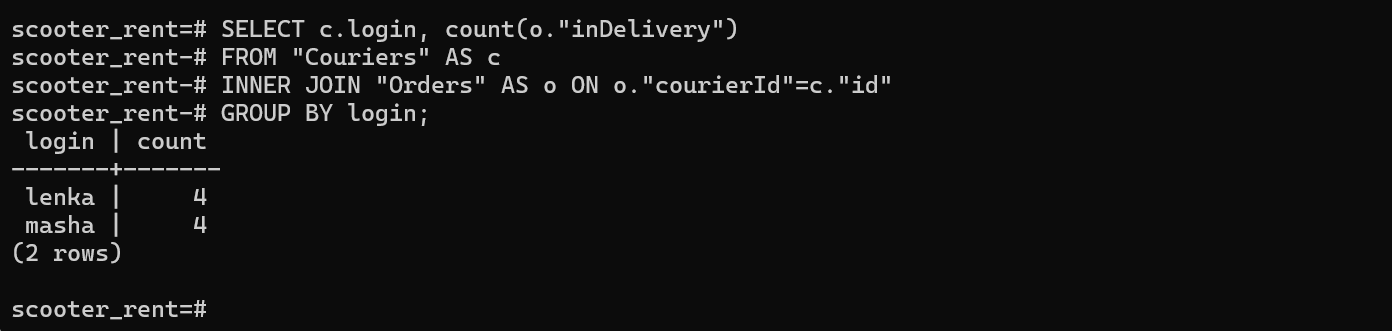 scooter_rent=# SELECT c.login, count(o."inDelivery")
scooter_rent-# FROM "Couriers" AS c
scooter_rent-# INNER JOIN "Orders" AS o ON o."courierId"=c."id"
scooter_rent-# GROUP BY login;
 login | count
-------+-------
 lenka |     4
 masha |     4
(2 rows)

scooter_rent=#